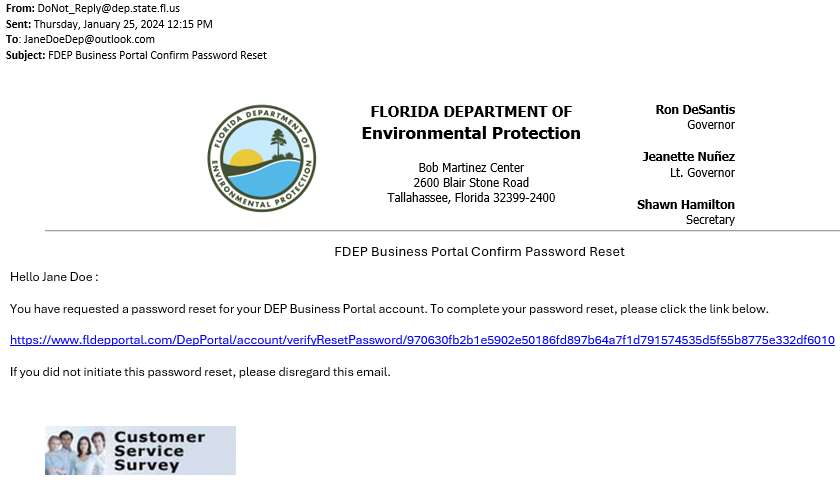 From: DoNot_Reply@dep.state.fl.us
Sent: Thursday, January 25, 2024 12:15 PM
To: JaneDoeDep@outlook.com
Subject: FDEP Business Portal Confirm Password Reset
FLORIDA DEPARTMENT OF
ENVIRONMENTAL PROTECTION
FLORIDA DEPARTMENT OF
Environmental Protection
Bob Martinez Center
2600 Blair Stone Road
Tallahassee, Florida 32399-2400
Ron DeSantis
Governor
Jeanette Nuñez
Lt. Governor
Shawn Hamilton
Secretary
FDEP Business Portal Confirm Password Reset
Hello Jane Doe :
You have requested a password reset for your DEP Business Portal account. To complete your password reset, please click the link below.
https://www.fldepportal.com/DepPortal/account/verifyResetPassword/970630fb2b1e5902e50186fd897b64a7f1d791574535d5f55b8775e332df6010
If you did not initiate this password reset, please disregard this email.
Customer
Service
Survey